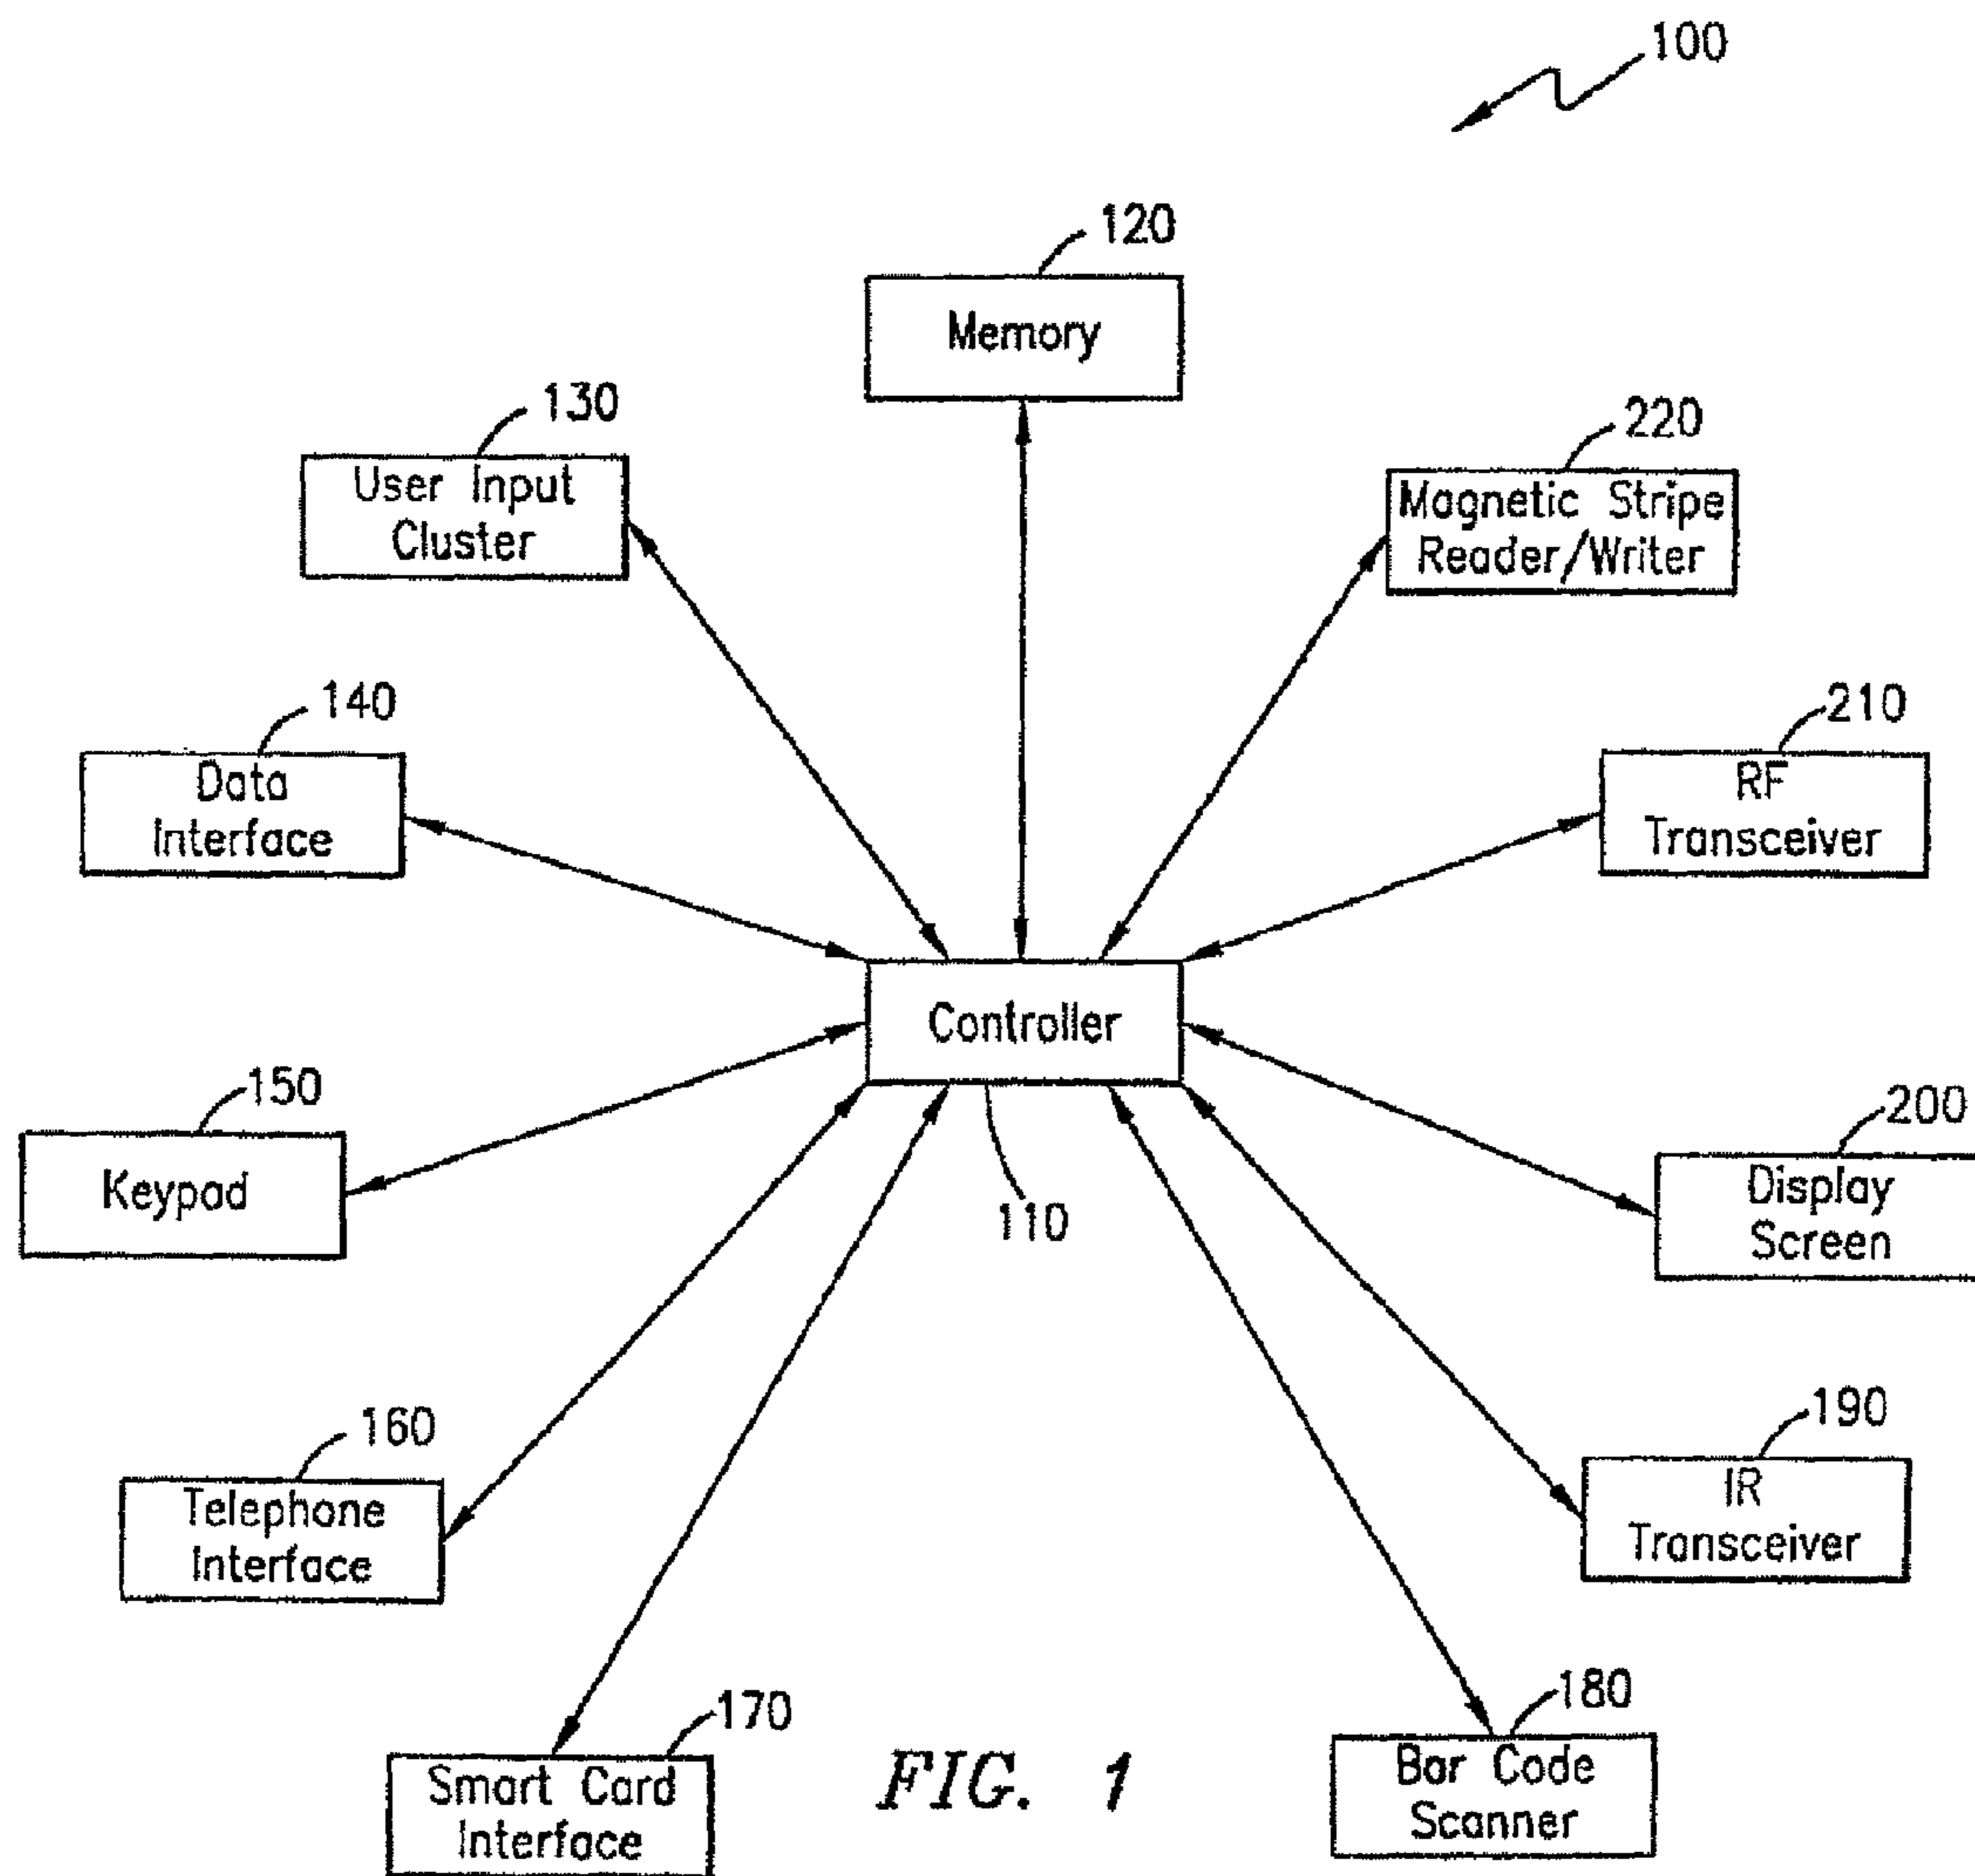 100
120
Memory
130
User Input
Cluster
220
Magnetic Stripe
Reader/Writer
140
Data
Interface
210
RF
Transceiver
Controller
110
150
Keypad
200
Display
Screen
160
Telephone
Interface
190
IR
Transceiver
170
Smart Card
Interface
180
Bar Code
Scanner
FIG. 1